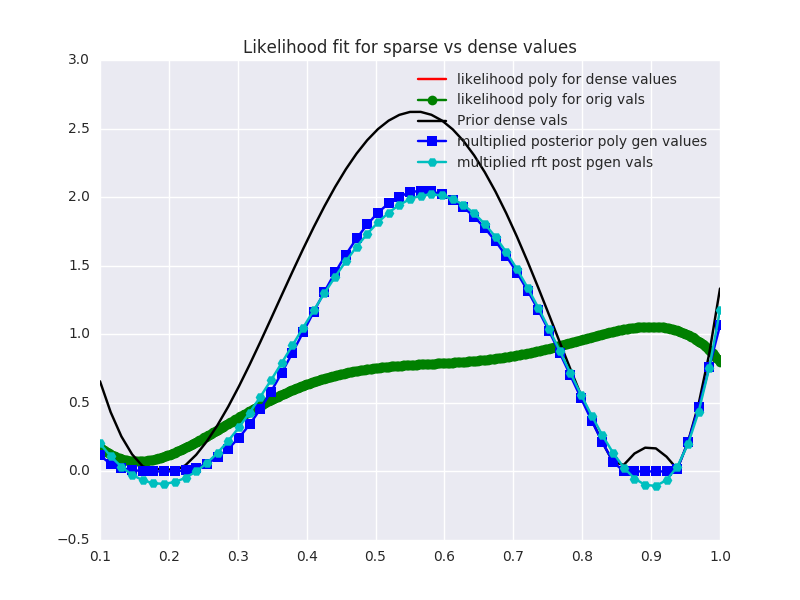 Likelihood fit for sparse vs dense values
3.0
2.5
2.0
1.5
1.0
0.5
0.0
−0.5
likelihood poly for dense values
likelihood poly for orig vals
Prior dense vals
multiplied posterior poly gen values
multiplied rft post pgen vals
0.1 0.2 0.3 0.4 0.5 0.6 0.7 0.8 0.9 1.0